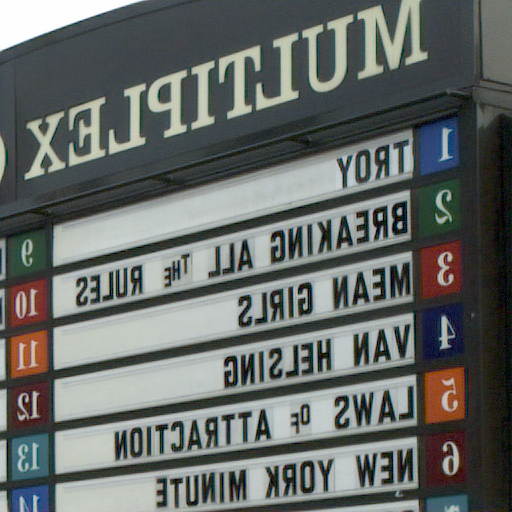 MULTIPLEX
1 TROY
2 BREAKING ALL THE RULES
3 MEAN GIRLS
4 VAN HELSING
5 LAWS OF ATTRACTION
6 NEW YORK MINUTE
9
10
11
12
13
14